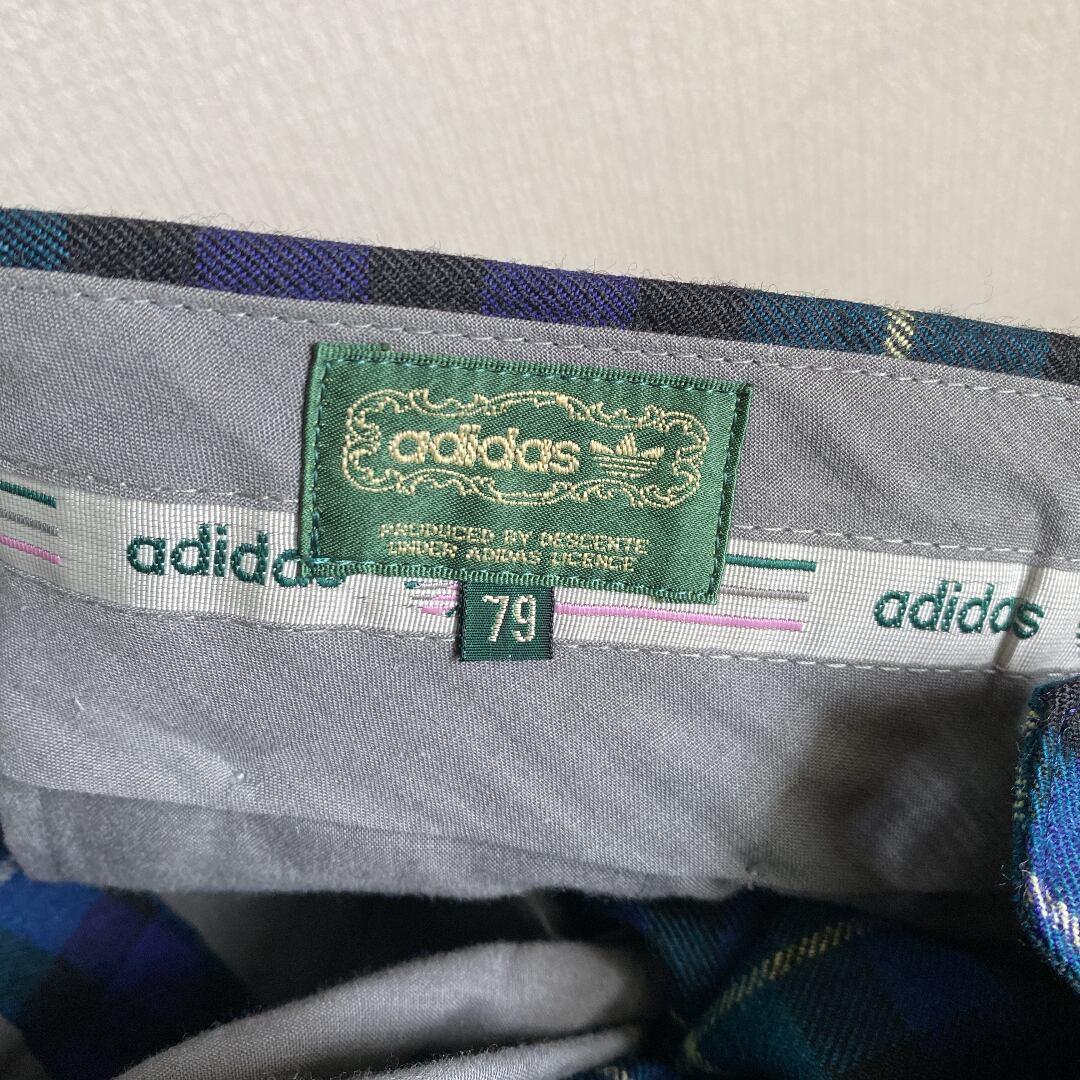 adidas
PRODUCED BY DESCENTE
UNDER ADIDAS LICENCE
adidas
79
adidas